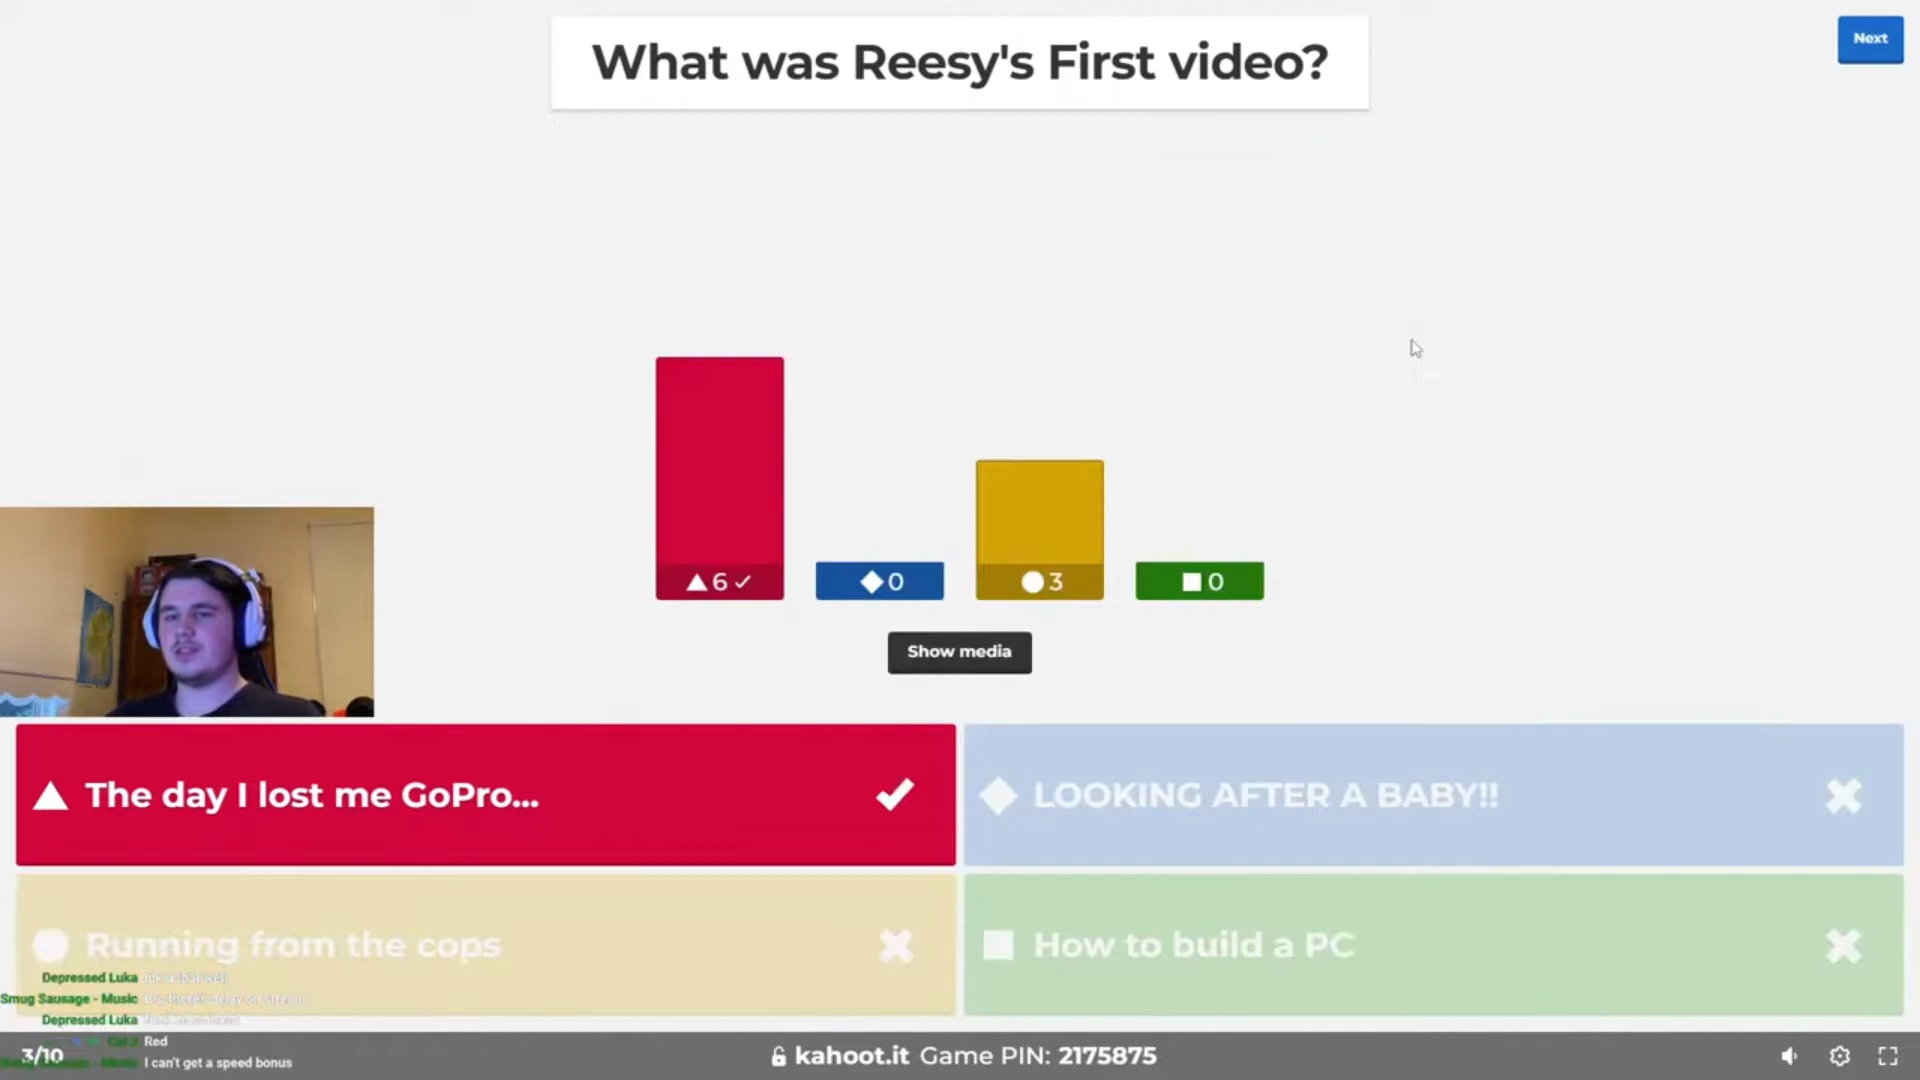 What was Reesy's First video?
Next
6
0
3
0
Show media
The day I lost me GoPro...
LOOKING AFTER A BABY!!
Running from the cops
How to build a PC
Depressed Luka
Smug Sausage - Music
Depressed Luka
Red
I can't get a speed bonus
3/10
kahoot.it Game PIN: 2175875